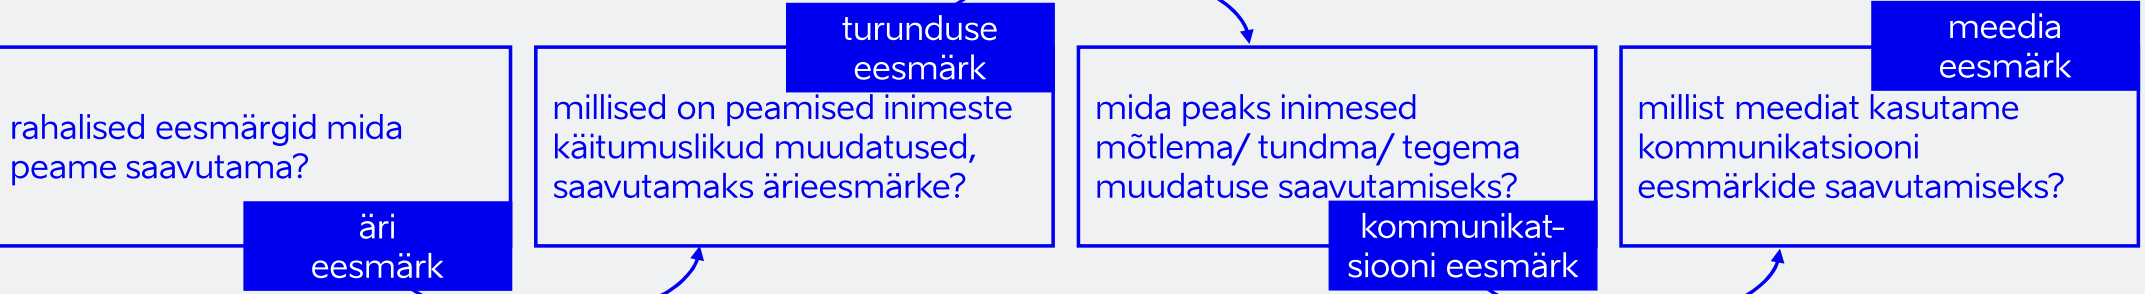 rahalised eesmärgid mida
peame saavutama?
äri
eesmärk
turunduse
eesmärk
millised on peamised inimeste
käitumuslikud muudatused,
saavutamaks ärieesmärke?
mida peaks inimesed
mõtlema/ tundma/ tegema
muudatuse saavutamiseks?
kommunikat-
siooni eesmärk
meedia
eesmärk
millist meediat kasutame
kommunikatsiooni
eesmärkide saavutamiseks?